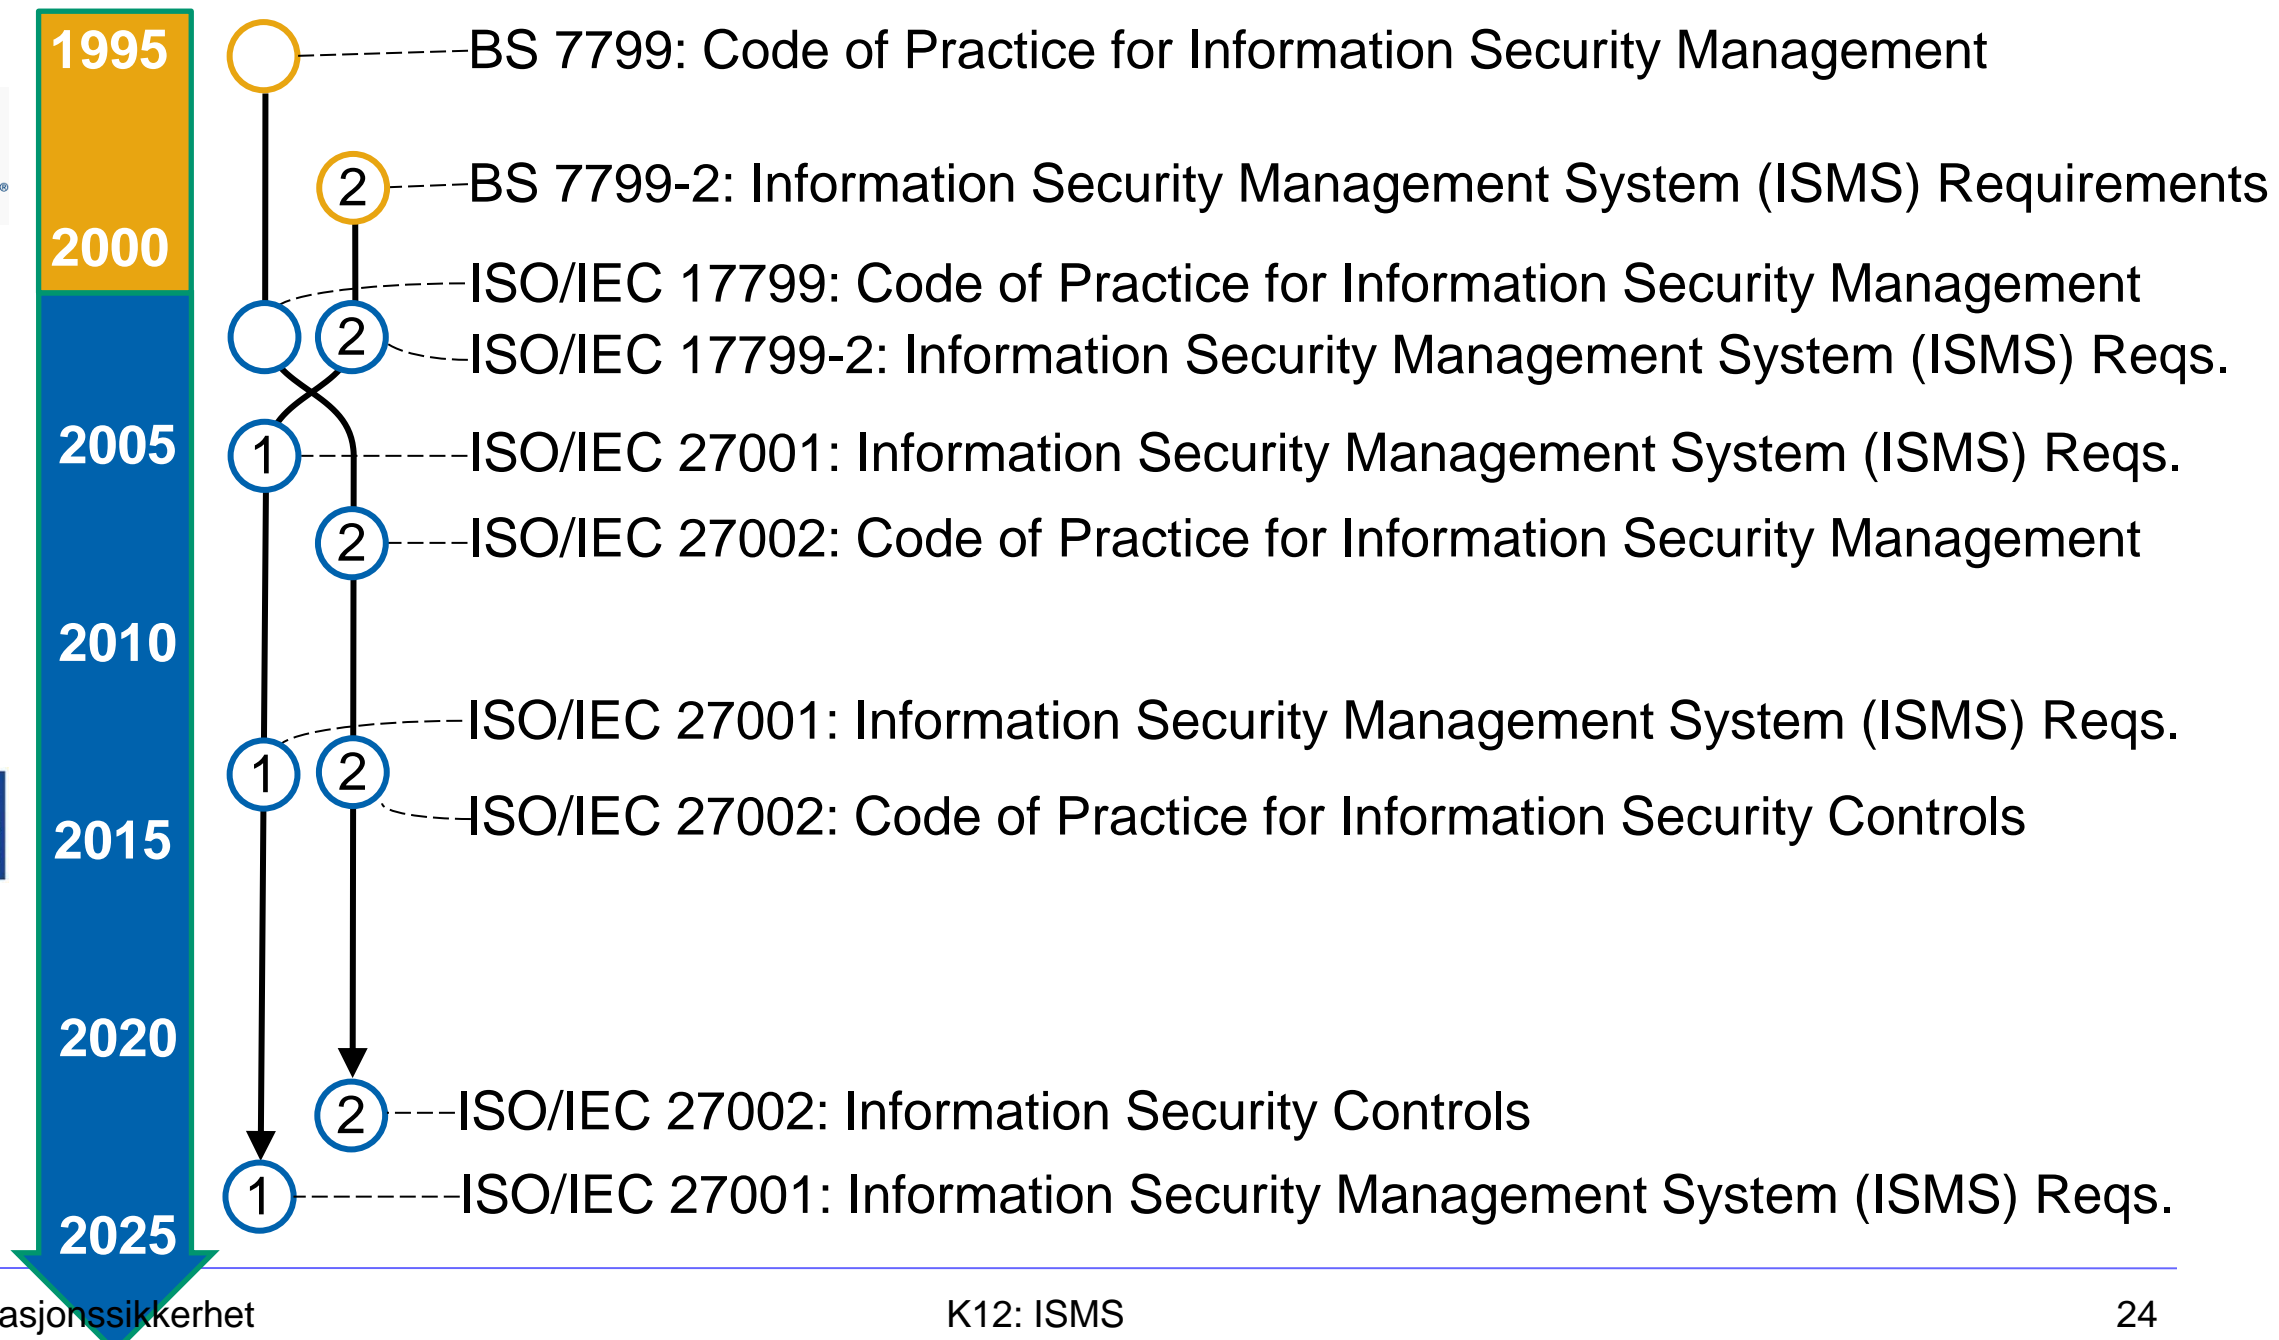 1995
BS 7799: Code of Practice for Information Security Management
2
BS 7799-2: Information Security Management System (ISMS) Requirements
®
2000
ISO/IEC 17799: Code of Practice for Information Security Management
2
ISO/IEC 17799-2: Information Security Management System (ISMS) Reqs.
2005
1
ISO/IEC 27001: Information Security Management System (ISMS) Reqs.
2
ISO/IEC 27002: Code of Practice for Information Security Management
2010
ISO/IEC 27001: Information Security Management System (ISMS) Reqs.
1 2
ISO/IEC 27002: Code of Practice for Information Security Controls
2015
2020
2
ISO/IEC 27002: Information Security Controls
1
ISO/IEC 27001: Information Security Management System (ISMS) Reqs.
2025
asjonssikkerhet K12: ISMS 24